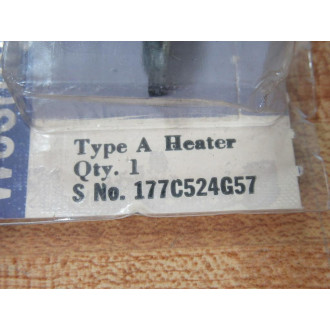 Type A Heater
Qty. 1
S No. 177C524G57